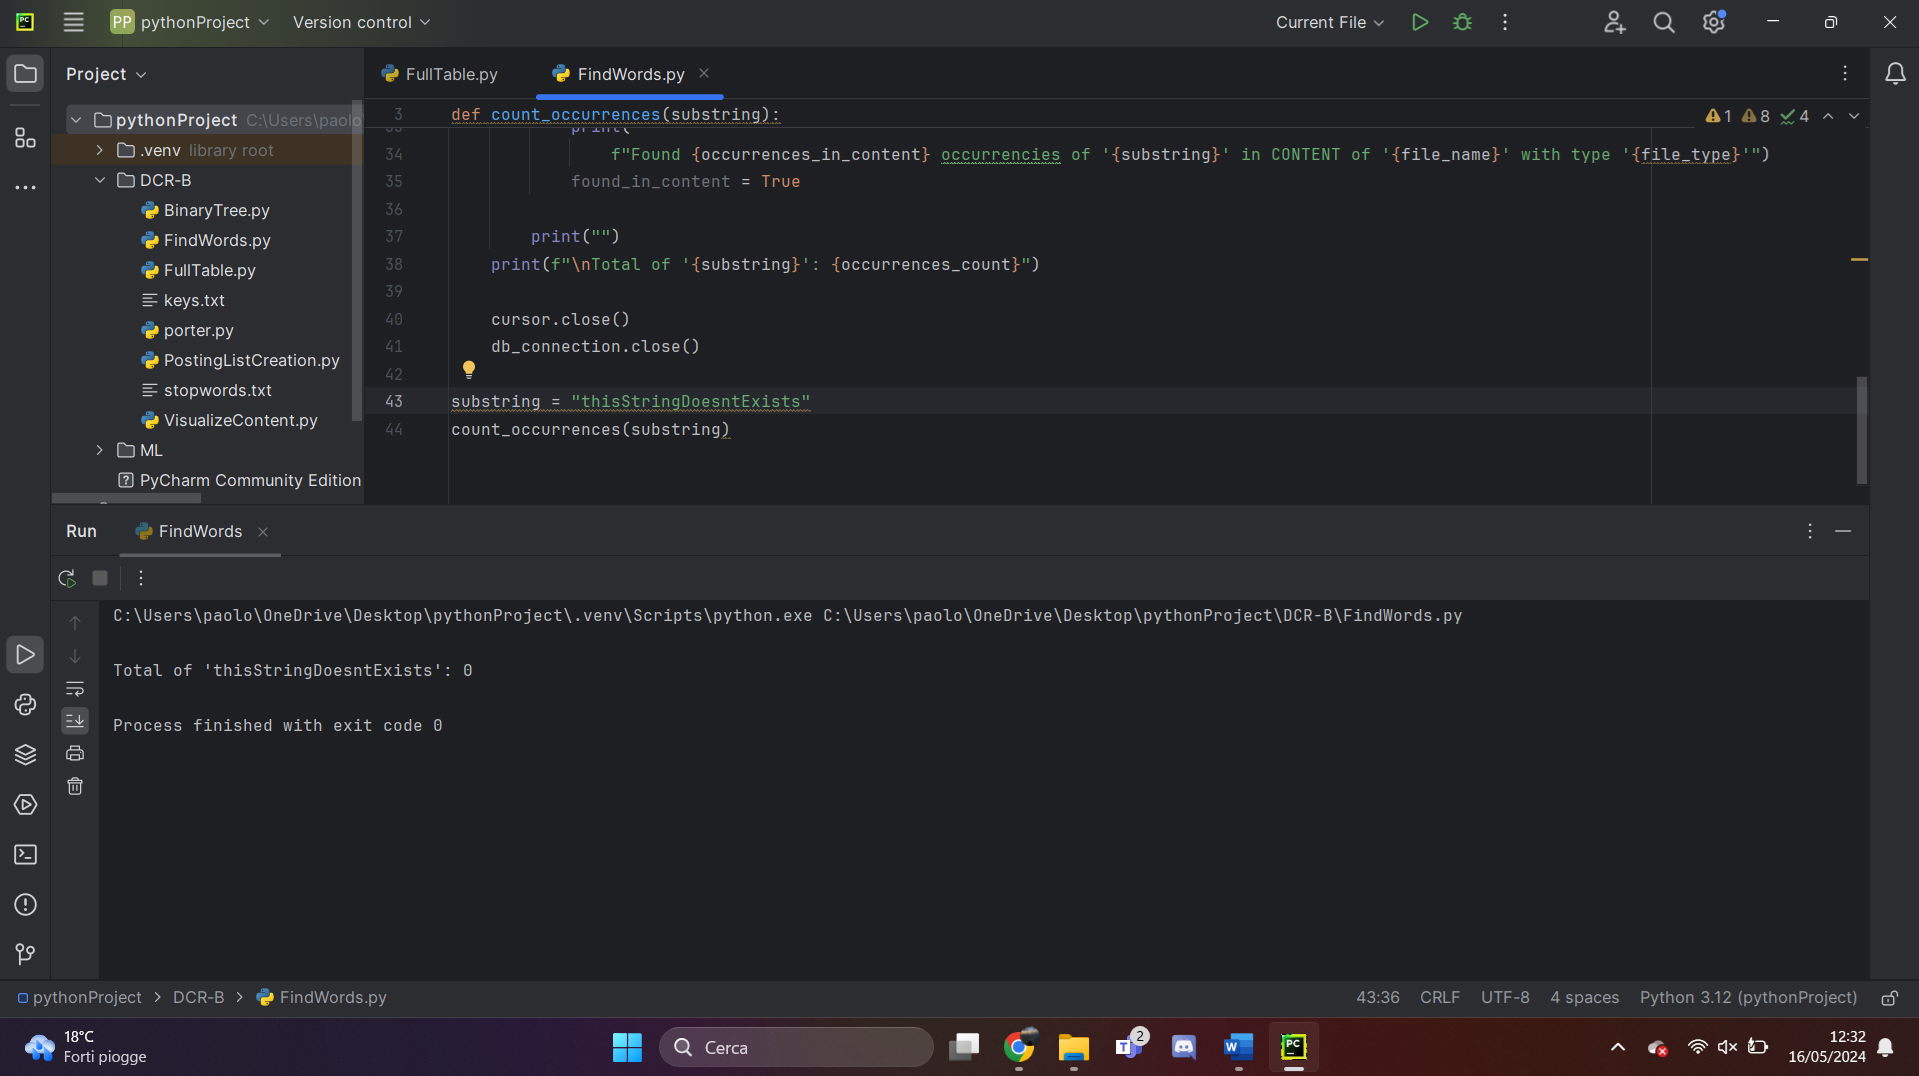 PC
PP pythonProject Version control
Current File
Project
FullTable.py
FindWords.py
pythonProject C:\Users\paolo
.venv library root
DCR-B
BinaryTree.py
FindWords.py
FullTable.py
keys.txt
porter.py
PostingListCreation.py
stopwords.txt
VisualizeContent.py
ML
PyCharm Community Edition
3 def count_occurrences(substring):
1 8 4
33 print(
34 f"Found {occurrences_in_content} occurrencies of '{substring}' in CONTENT of '{file_name}' with type '{file_type}'")
35 found_in_content = True
36
37 print("")
38 print(f"\nTotal of '{substring}': {occurrences_count}")
39
40 cursor.close()
41 db_connection.close()
42
43 substring = "thisStringDoesntExists"
44 count_occurrences(substring)
Run FindWords
C:\Users\paolo\OneDrive\Desktop\pythonProject\.venv\Scripts\python.exe C:\Users\paolo\OneDrive\Desktop\pythonProject\DCR-B\FindWords.py
Total of 'thisStringDoesntExists': 0
Process finished with exit code 0
pythonProject > DCR-B > FindWords.py
43:36 CRLF UTF-8 4 spaces Python 3.12 (pythonProject)
18°C
Forti piogge
Cerca
2
PC
12:32
16/05/2024